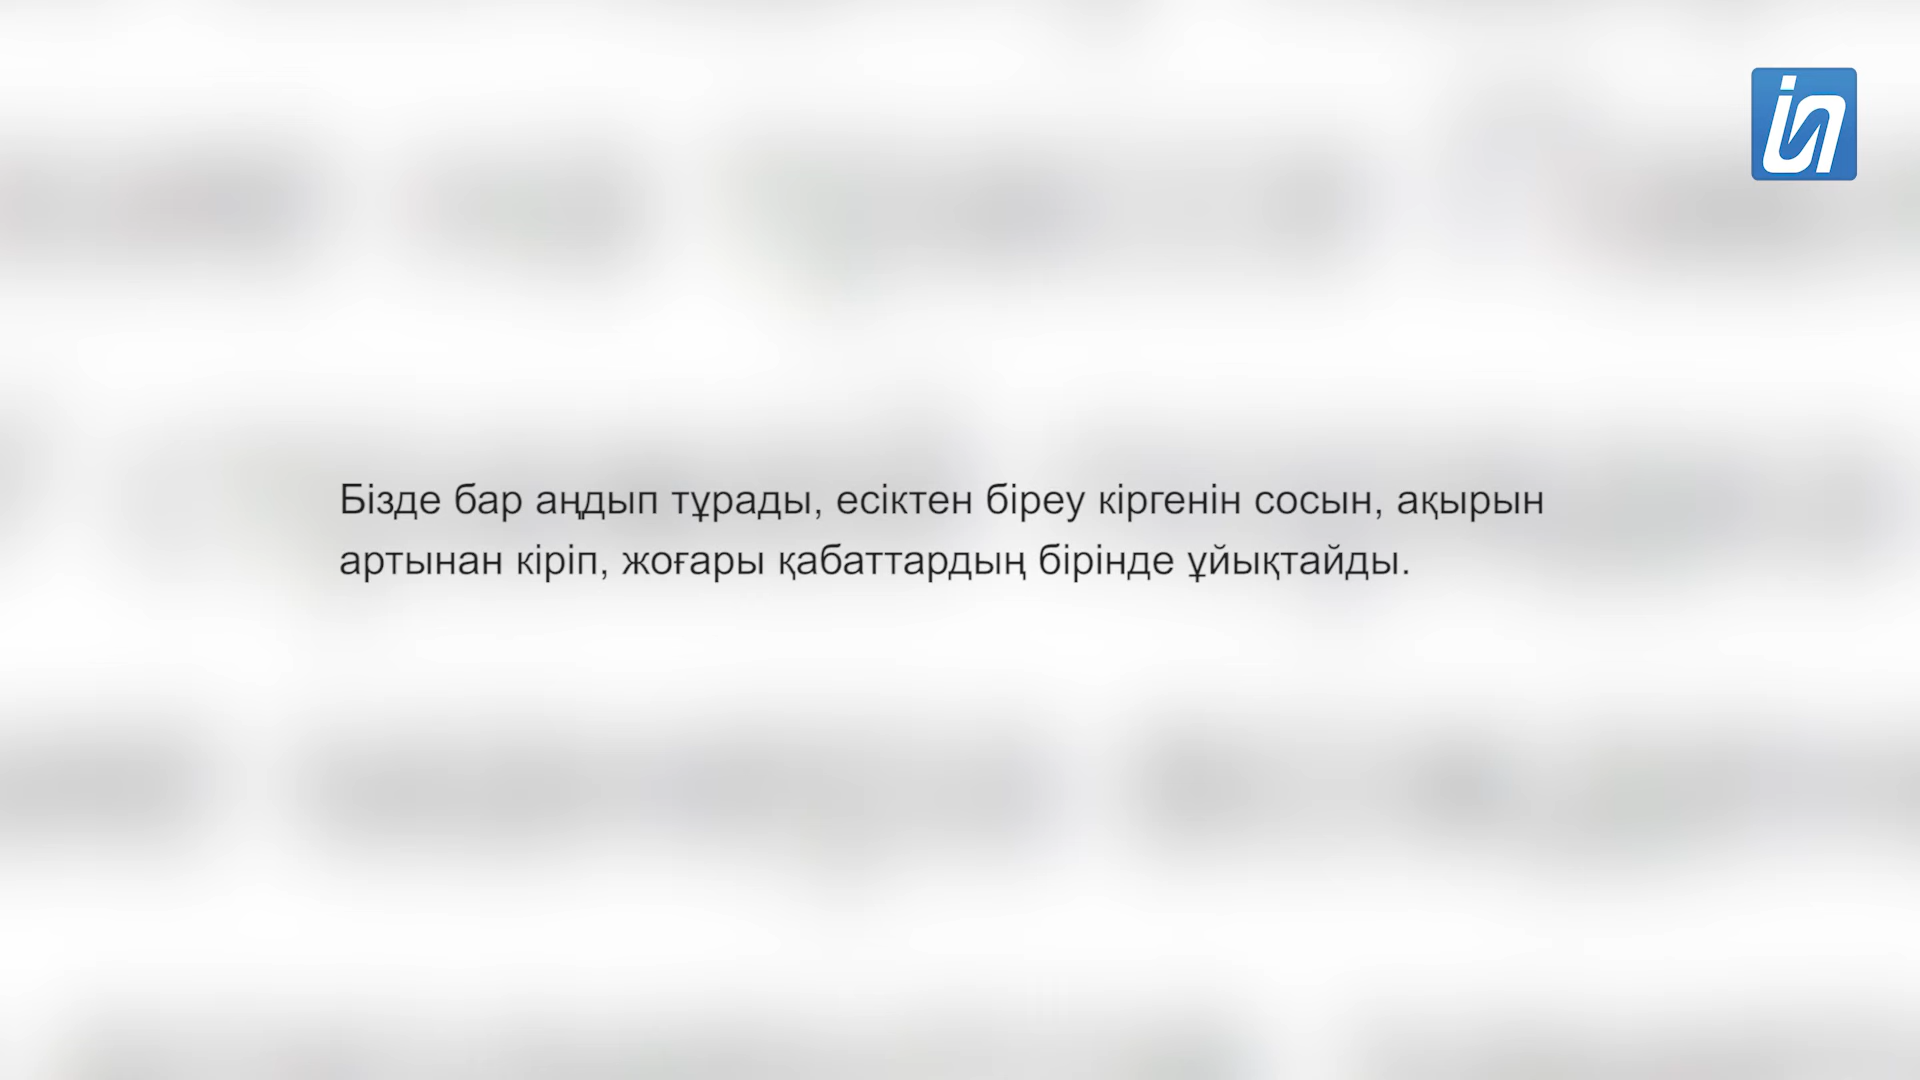 Бізде бар аңдып тұрады, есіктен біреу кіргенін сосын, ақырын
артынан кіріп, жоғары қабаттардың бірінде ұйықтайды.